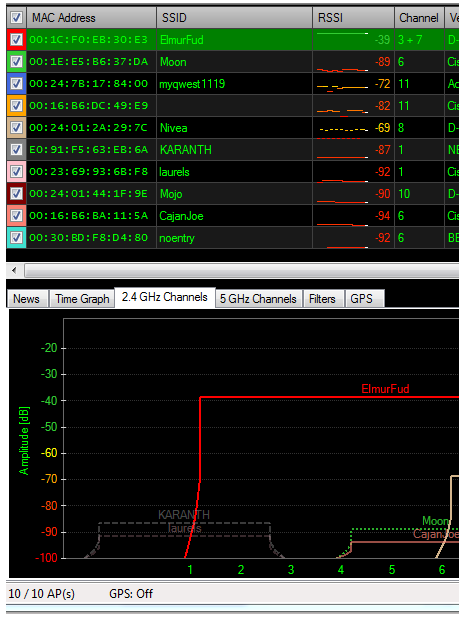 MAC Address SSID RSSI Channel Ve
00:1C:F0:EB:30:E3 ElmurFud -39 3 + 7 D-
00:1E:E5:B6:37:DA Moon -89 6 Cis
00:24:7B:17:84:00 myqwest1119 -72 11 Ac
00:16:B6:DC:49:E9 -82 11 Cis
00:24:01:2A:29:7C Nivea -69 8 D-
E0:91:F5:63:EB:6A KARANTH -87 1 NE
00:23:69:93:6B:F8 laurels -92 1 Cis
00:24:01:44:1F:9E Mojo -90 10 D-
00:16:B6:BA:11:5A CajanJoe -94 6 Cis
00:30:BD:F8:D4:80 noentry -92 6 BE
News Time Graph 2.4 GHz Channels 5 GHz Channels Filters GPS
-20
-30
ElmurFud
-40
-50
Amplitude [dB]
-60
-70
-80
KARANTH
Moon
laurels
-90
CajanJoe
-100
1 2 3 4 5 6
10 / 10 AP(s) GPS: Off